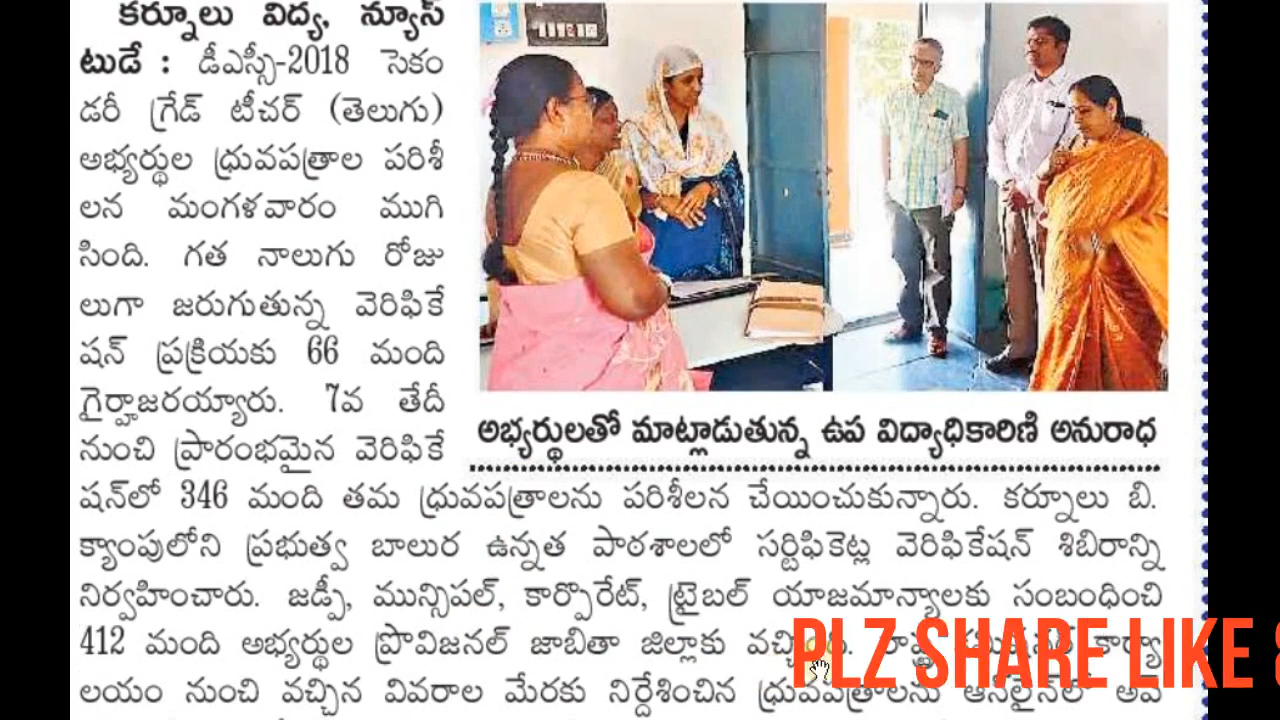 కర్నూలు విద్య, న్యూస్
టుడే : డీఎస్సీ-2018 సెకం
డరీ గ్రేడ్ టీచర్ (తెలుగు)
అభ్యర్థుల ధ్రువపత్రాల పరిశీ
లన మంగళవారం ముగి
సింది. గత నాలుగు రోజు
లుగా జరుగుతున్న వెరిఫికే
షన్ ప్రక్రియకు 66 మంది
గైర్హాజరయ్యారు. 7వ తేదీ
నుంచి ప్రారంభమైన వెరిఫికే
అభ్యర్థులతో మాట్లాడుతున్న ఉప విద్యాధికారిణి అనురాధ
షన్‌లో 346 మంది తమ ధ్రువపత్రాలను పరిశీలన చేయించుకున్నారు. కర్నూలు బి.
క్యాంపులోని ప్రభుత్వ బాలుర ఉన్నత పాఠశాలలో సర్టిఫికెట్ల వెరిఫికేషన్ శిబిరాన్ని
నిర్వహించారు. జడ్పీ, మున్సిపల్, కార్పొరేట్, ట్రైబల్ యాజమాన్యాలకు సంబంధించి
412 మంది అభ్యర్థుల ప్రొవిజనల్ జాబితా జిల్లాకు కార్యా
లయం నుంచి వచ్చిన వివరాల మేరకు నిర్దేశించిన ధ్రువపత్రాలను
PLZ SHARE LIKE &